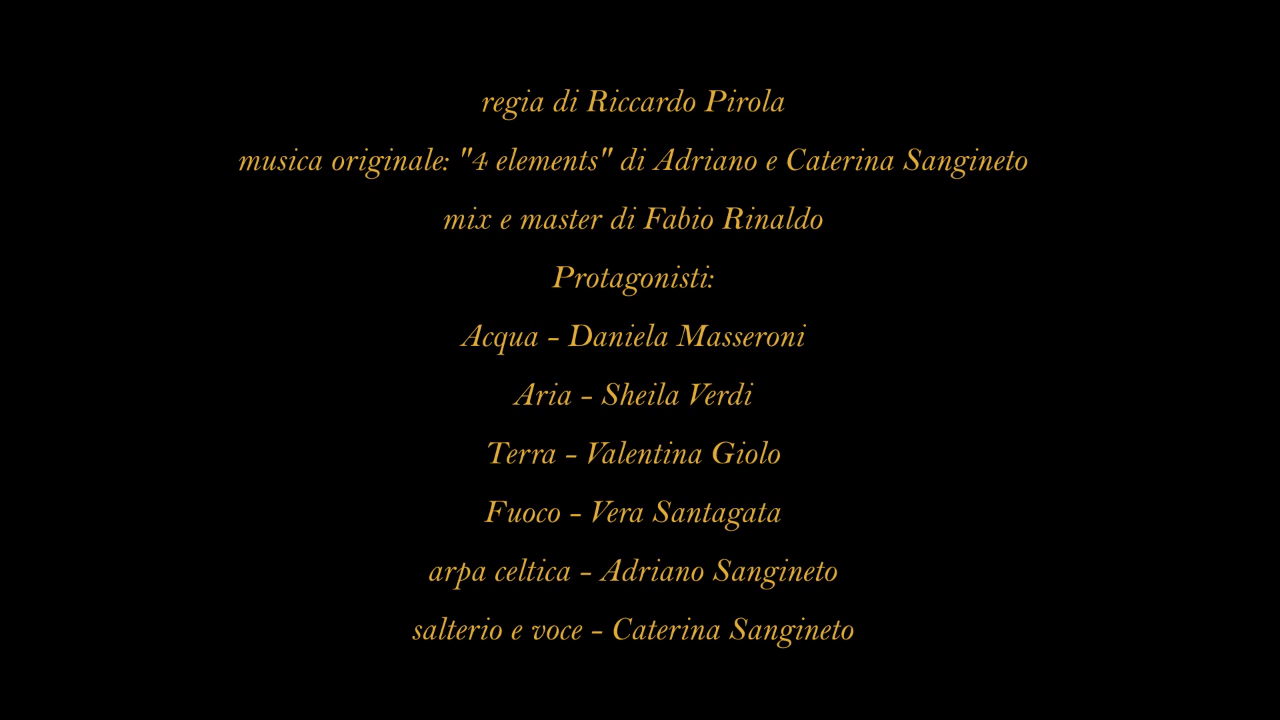 regia di Riccardo Pirola
musica originale: "4 elements" di Adriano e Caterina Sangineto
mix e master di Fabio Rinaldo
Protagonisti:
Acqua - Daniela Masseroni
Aria - Sheila Verdi
Terra - Valentina Giolo
Fuoco - Vera Santagata
arpa celtica - Adriano Sangineto
salterio e voce - Caterina Sangineto